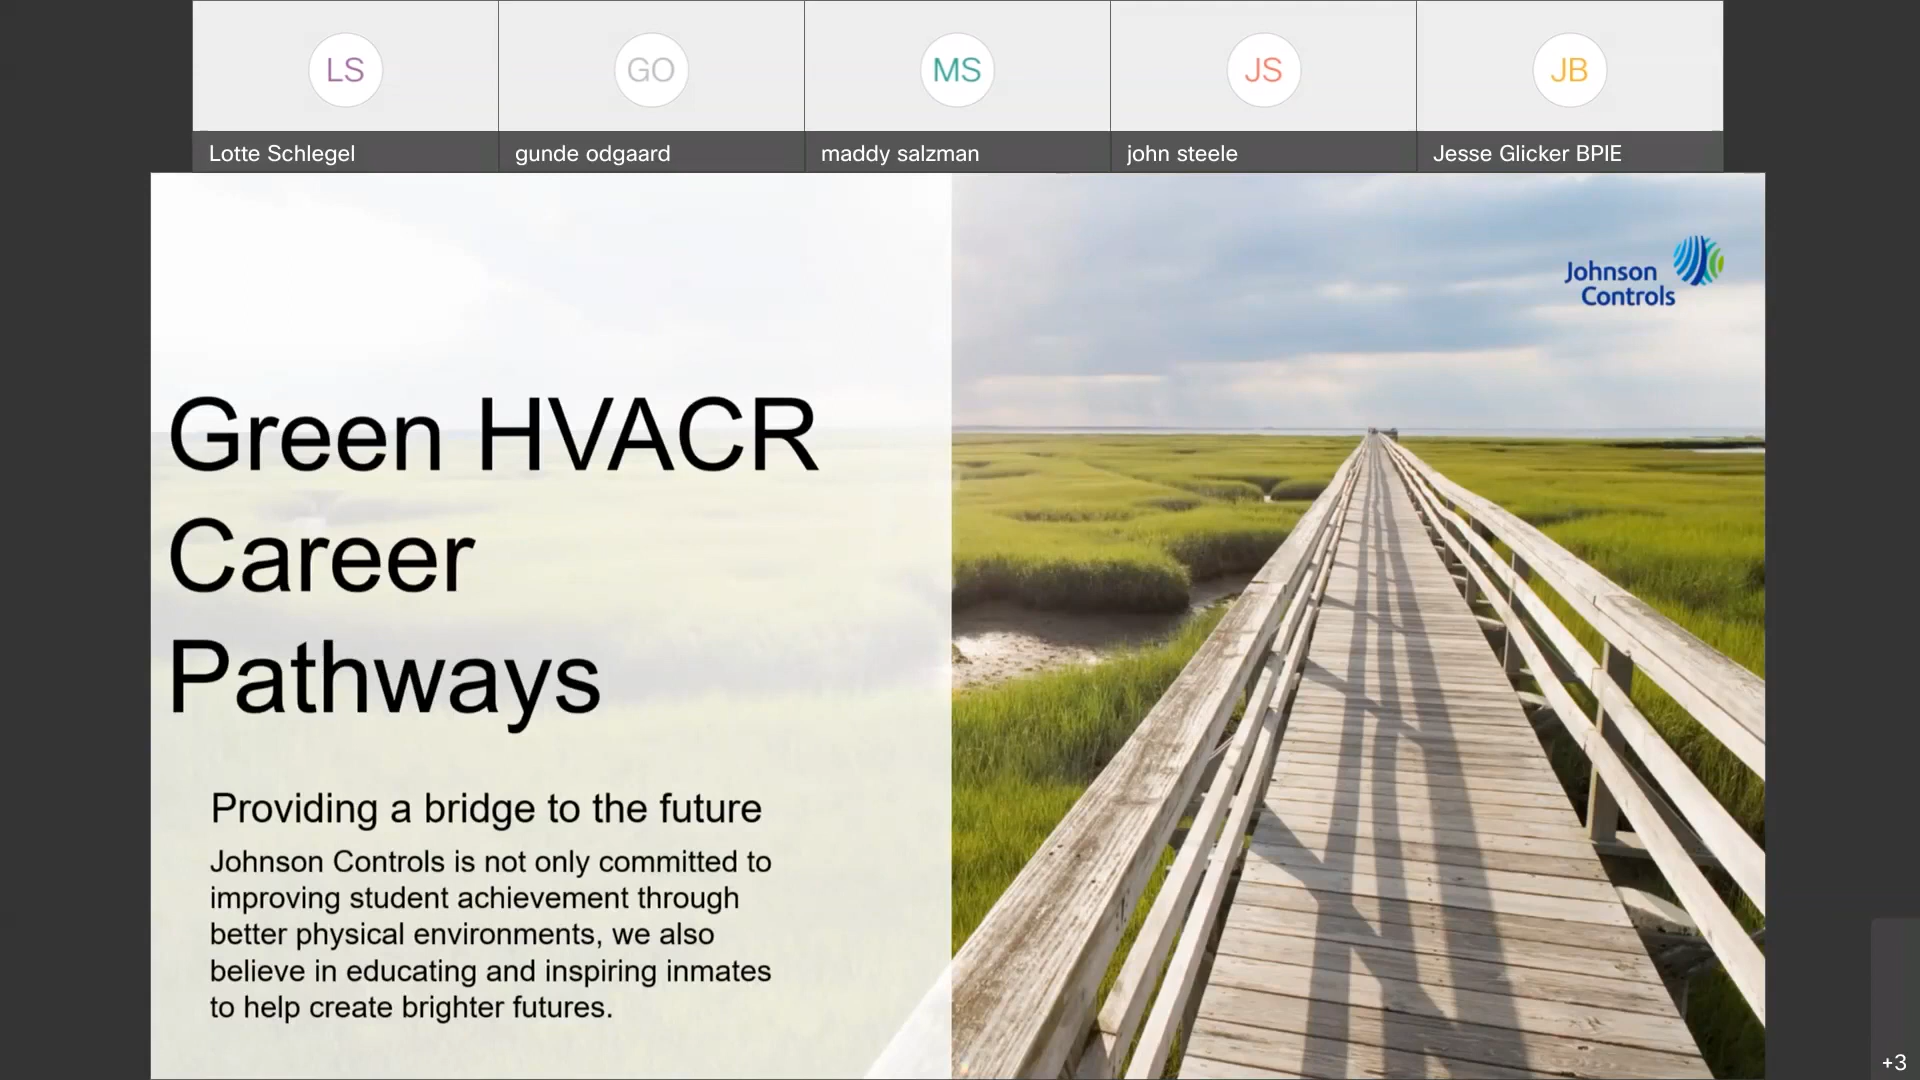 LS
GO
MS
JS
JB
Lotte Schlegel
gunde odgaard
maddy salzman
john steele
Jesse Glicker BPIE
Johnson
Controls
Green HVACR
Career
Pathways
Providing a bridge to the future
Johnson Controls is not only committed to
improving student achievement through
better physical environments, we also
believe in educating and inspiring inmates
to help create brighter futures.
+3